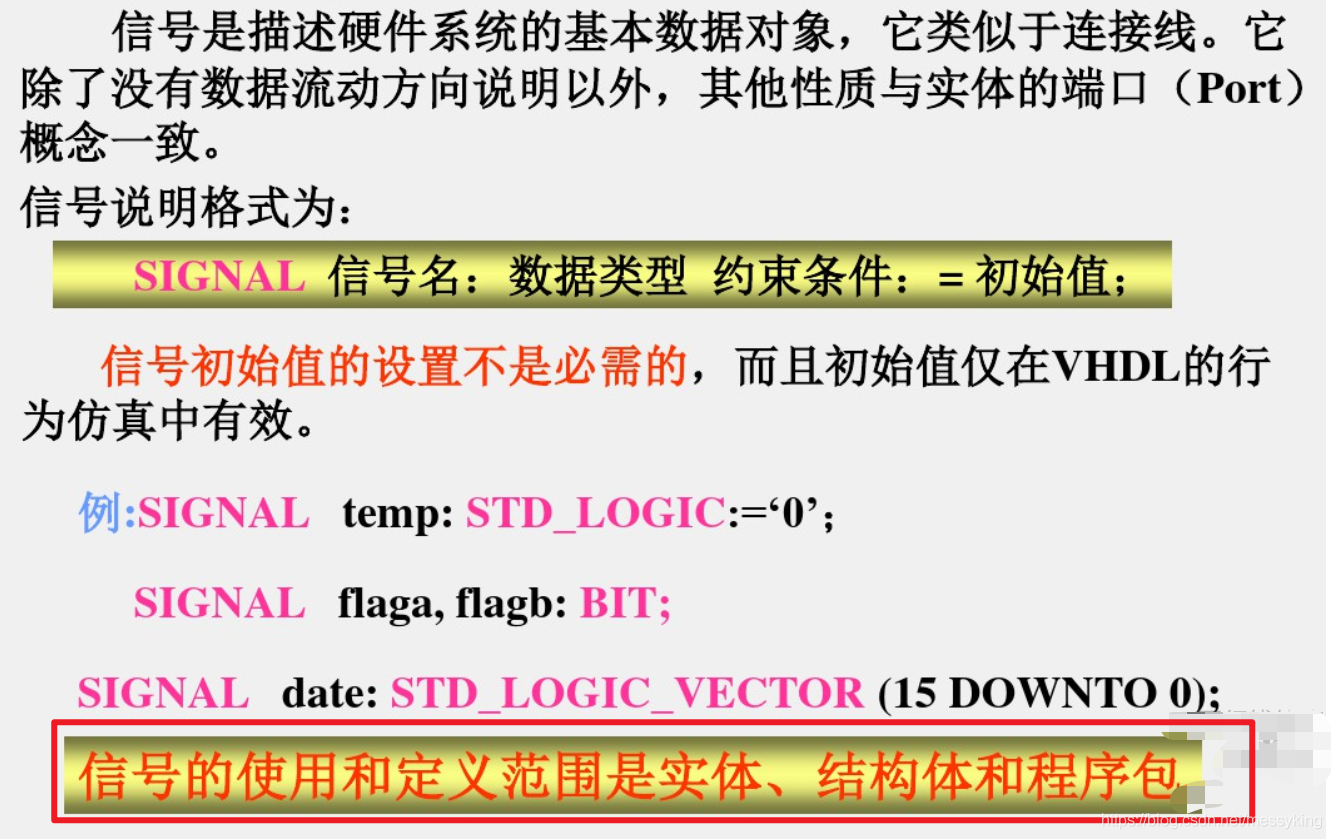 信号是描述硬件系统的基本数据对象，它类似于连接线。它
除了没有数据流动方向说明以外，其他性质与实体的端口（Port）
概念一致。
信号说明格式为：
SIGNAL 信号名：数据类型 约束条件：= 初始值；
信号初始值的设置不是必需的，而且初始值仅在VHDL的行
为仿真中有效。
例:SIGNAL temp: STD_LOGIC:=‘0’；
SIGNAL flaga, flagb: BIT;
SIGNAL date: STD_LOGIC_VECTOR (15 DOWNTO 0);
信号的使用和定义范围是实体、结构体和程序包
https://blog.csdn.net/messyking